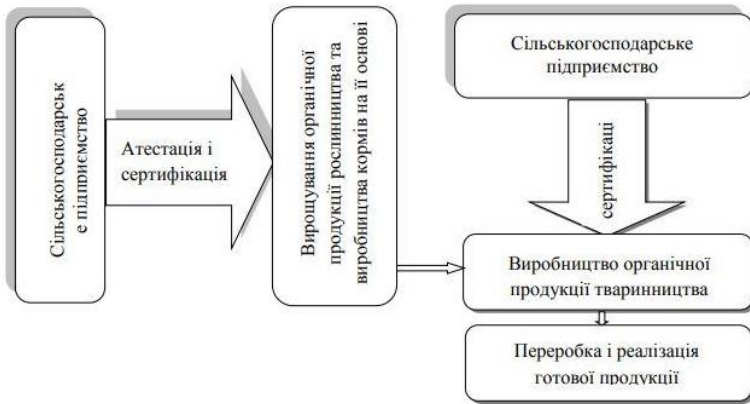 Сільськогосподарськ
е підприємство
Атестація і
сертифікація
Вирощування органічної
продукції рослинництва та
виробництва кормів на її основі
Сільськогосподарське
підприємство
сертифікаці
Виробництво органічної
продукції тваринництва
Переробка і реалізація
готової продукції